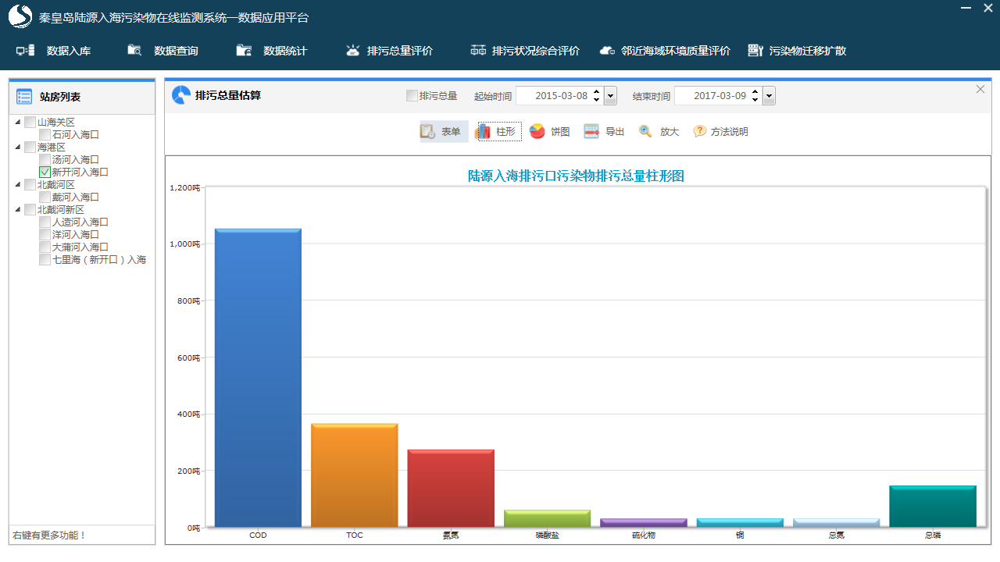 秦皇岛陆源入海污染物在线监测系统—数据应用平台
数据入库 数据查询 数据统计 排污总量评价 排污状况综合评价 邻近海域环境质量评价 污染物迁移扩散
站房列表
山海关区
石河入海口
海港区
汤河入海口
新开河入海口
北戴河区
戴河入海口
北戴河新区
人造河入海口
洋河入海口
大蒲河入海口
七里海（新开口）入海
右键有更多功能！
排污总量估算 排污总量 起始时间 2015-03-08 结束时间 2017-03-09
表单 柱形 饼图 导出 放大 方法说明
陆源入海排污口污染物排污总量柱形图
1,200吨
1,000吨
800吨
600吨
400吨
200吨
0吨
COD TOC 氨氮 磷酸盐 硫化物 铜 总氮 总磷